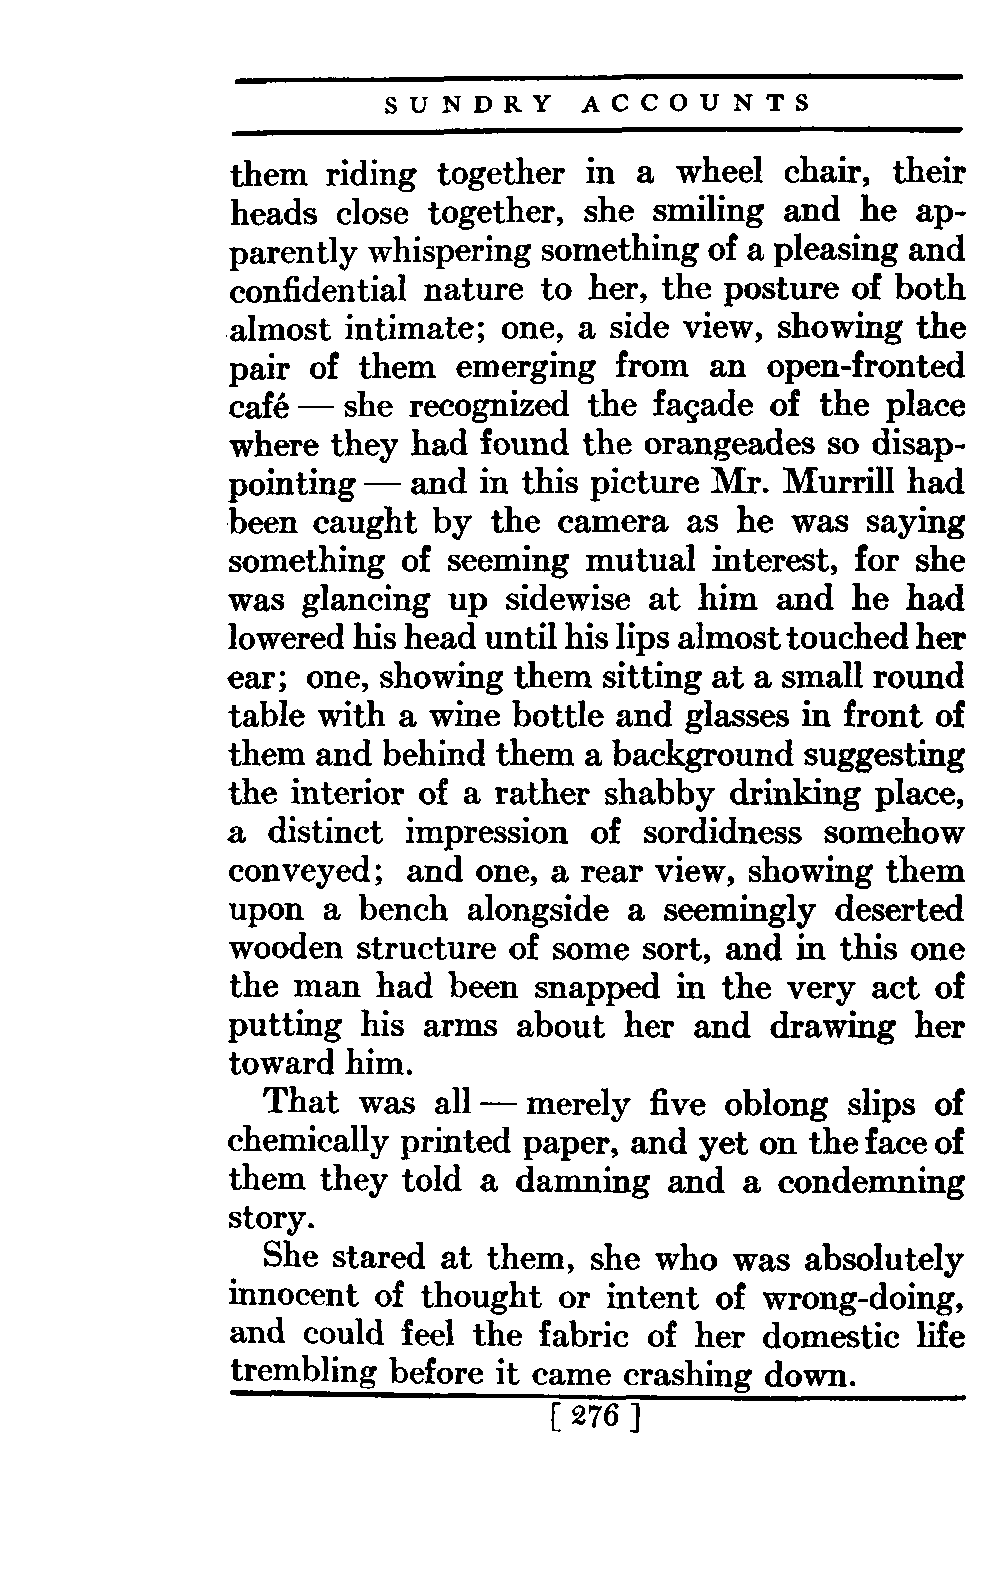 SUNDRY ACCOUNTS
them riding together in a wheel chair, their
heads close together, she smiling and he ap-
parently whispering something of a pleasing and
confidential nature to her, the posture of both
almost intimate; one, a side view, showing the
pair of them emerging from an open-fronted
café — she recognized the façade of the place
where they had found the orangeades so disap-
pointing — and in this picture Mr. Murrill had
been caught by the camera as he was saying
something of seeming mutual interest, for she
was glancing up sidewise at him and he had
lowered his head until his lips almost touched her
ear; one, showing them sitting at a small round
table with a wine bottle and glasses in front of
them and behind them a background suggesting
the interior of a rather shabby drinking place,
a distinct impression of sordidness somehow
conveyed; and one, a rear view, showing them
upon a bench alongside a seemingly deserted
wooden structure of some sort, and in this one
the man had been snapped in the very act of
putting his arms about her and drawing her
toward him.
That was all — merely five oblong slips of
chemically printed paper, and yet on the face of
them they told a damning and a condemning
story.
She stared at them, she who was absolutely
innocent of thought or intent of wrong-doing,
and could feel the fabric of her domestic life
trembling before it came crashing down.
[ 276 ]